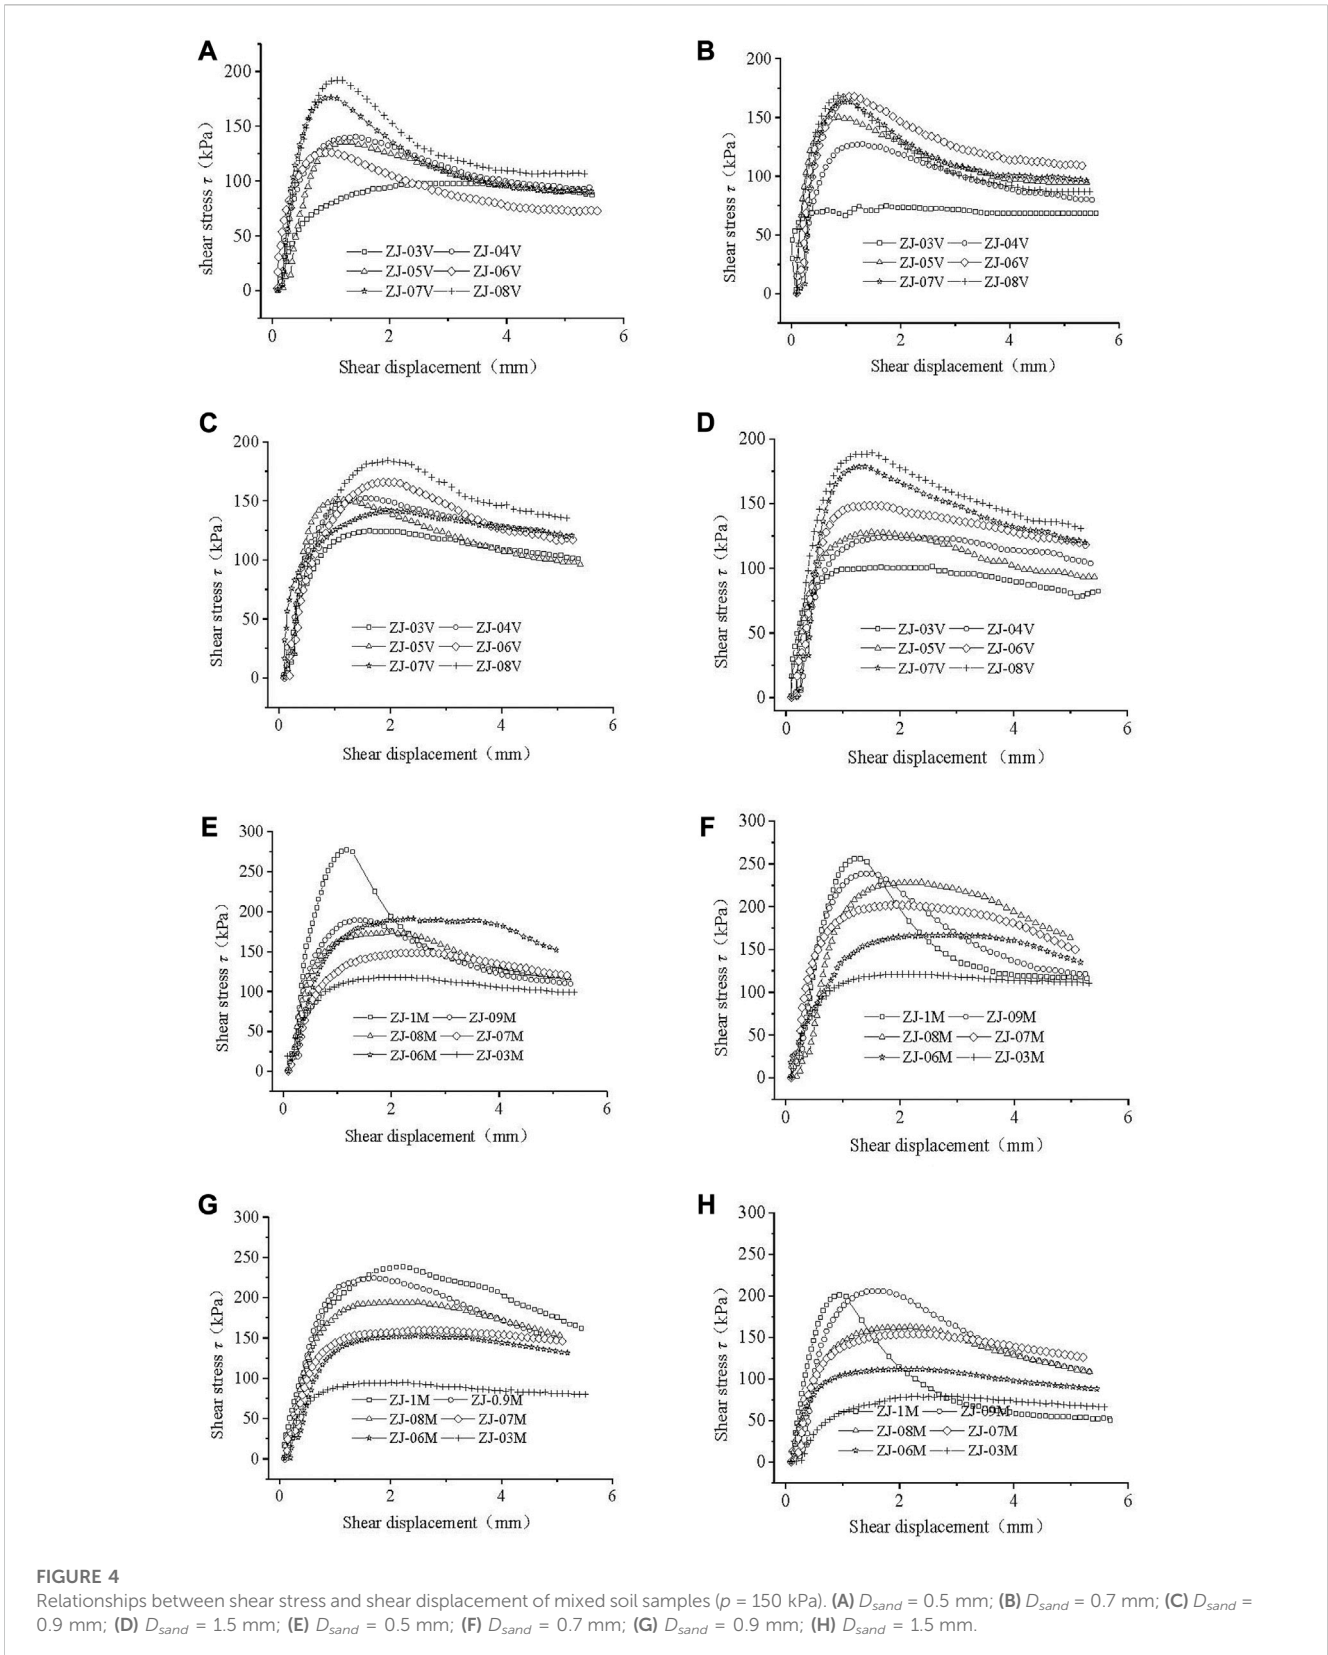 A
200
150
100
50
0
shear stress τ (kPa)
ZJ-03V ZJ-04V
ZJ-05V ZJ-06V
ZJ-07V ZJ-08V
0 2 4 6
Shear displacement (mm)
B
200
150
100
50
0
Shear stress τ (kPa)
ZJ-03V ZJ-04V
ZJ-05V ZJ-06V
ZJ-07V ZJ-08V
0 2 4 6
Shear displacement (mm)
C
200
150
100
50
0
Shear stress τ (kPa)
ZJ-03V ZJ-04V
ZJ-05V ZJ-06V
ZJ-07V ZJ-08V
0 2 4 6
Shear displacement (mm)
D
200
150
100
50
0
Shear stress τ (kPa)
ZJ-03V ZJ-04V
ZJ-05V ZJ-06V
ZJ-07V ZJ-08V
0 2 4 6
Shear displacement (mm)
E
300
250
200
150
100
50
0
Shear stress τ (kPa)
ZJ-1M ZJ-09M
ZJ-08M ZJ-07M
ZJ-06M ZJ-03M
0 2 4 6
Shear displacement (mm)
F
300
250
200
150
100
50
0
Shear stress τ (kPa)
ZJ-1M ZJ-09M
ZJ-08M ZJ-07M
ZJ-06M ZJ-03M
0 2 4 6
Shear displacement (mm)
G
300
250
200
150
100
50
0
Shear stress τ (kPa)
ZJ-1M ZJ-0.9M
ZJ-08M ZJ-07M
ZJ-06M ZJ-03M
0 2 4 6
Shear displacement (mm)
H
300
250
200
150
100
50
0
Shear stress τ (kPa)
ZJ-1M ZJ-09M
ZJ-08M ZJ-07M
ZJ-06M ZJ-03M
0 2 4 6
Shear displacement (mm)
FIGURE 4
Relationships between shear stress and shear displacement of mixed soil samples (p = 150 kPa). (A) Dsand = 0.5 mm; (B) Dsand = 0.7 mm; (C) Dsand =
0.9 mm; (D) Dsand = 1.5 mm; (E) Dsand = 0.5 mm; (F) Dsand = 0.7 mm; (G) Dsand = 0.9 mm; (H) Dsand = 1.5 mm.